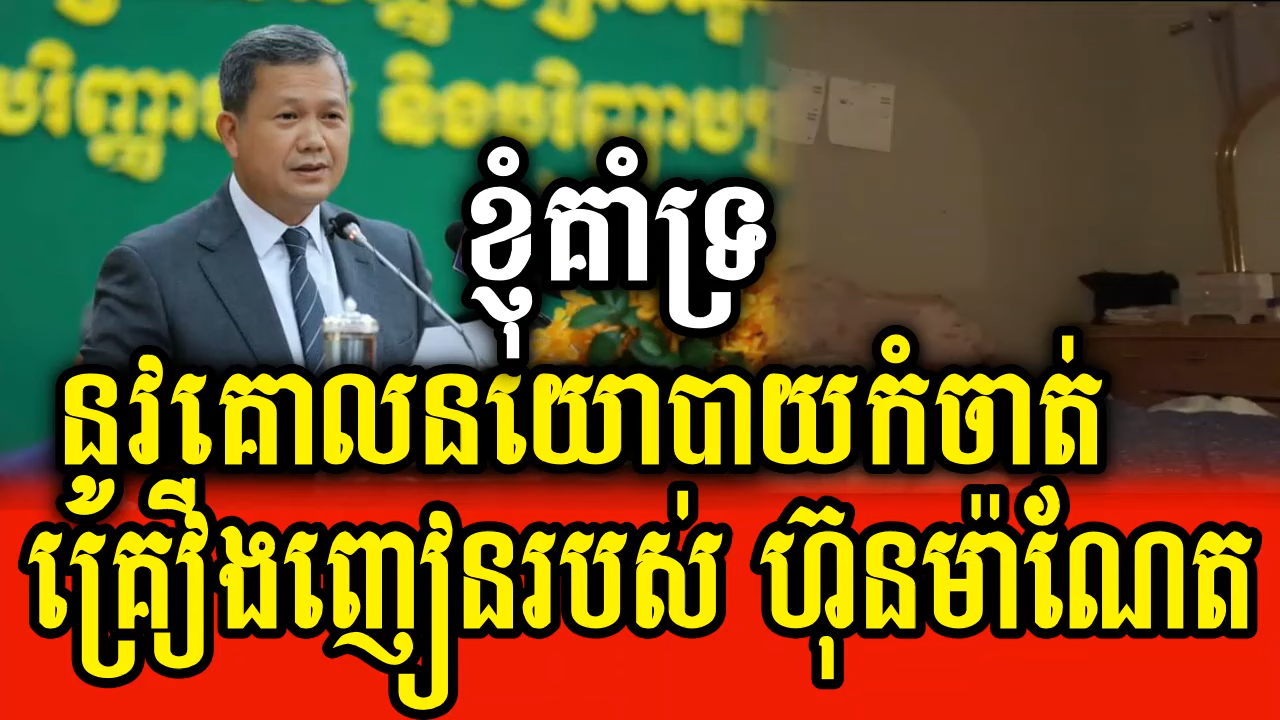 ខ្ញុំគាំទ្រ
នូវគោលនយោបាយកំចាត់
គ្រឿងញៀនរបស់ ហ៊ុនម៉ាណែត